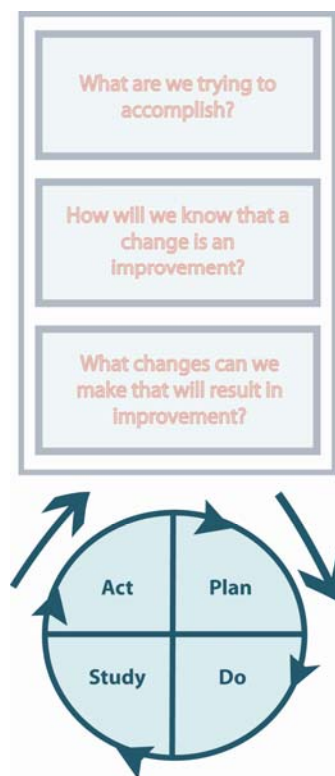 What are we trying to
accomplish?
How will we know that a
change is an
improvement?
What changes can we
make that will result in
improvement?
Act
Plan
Study
Do